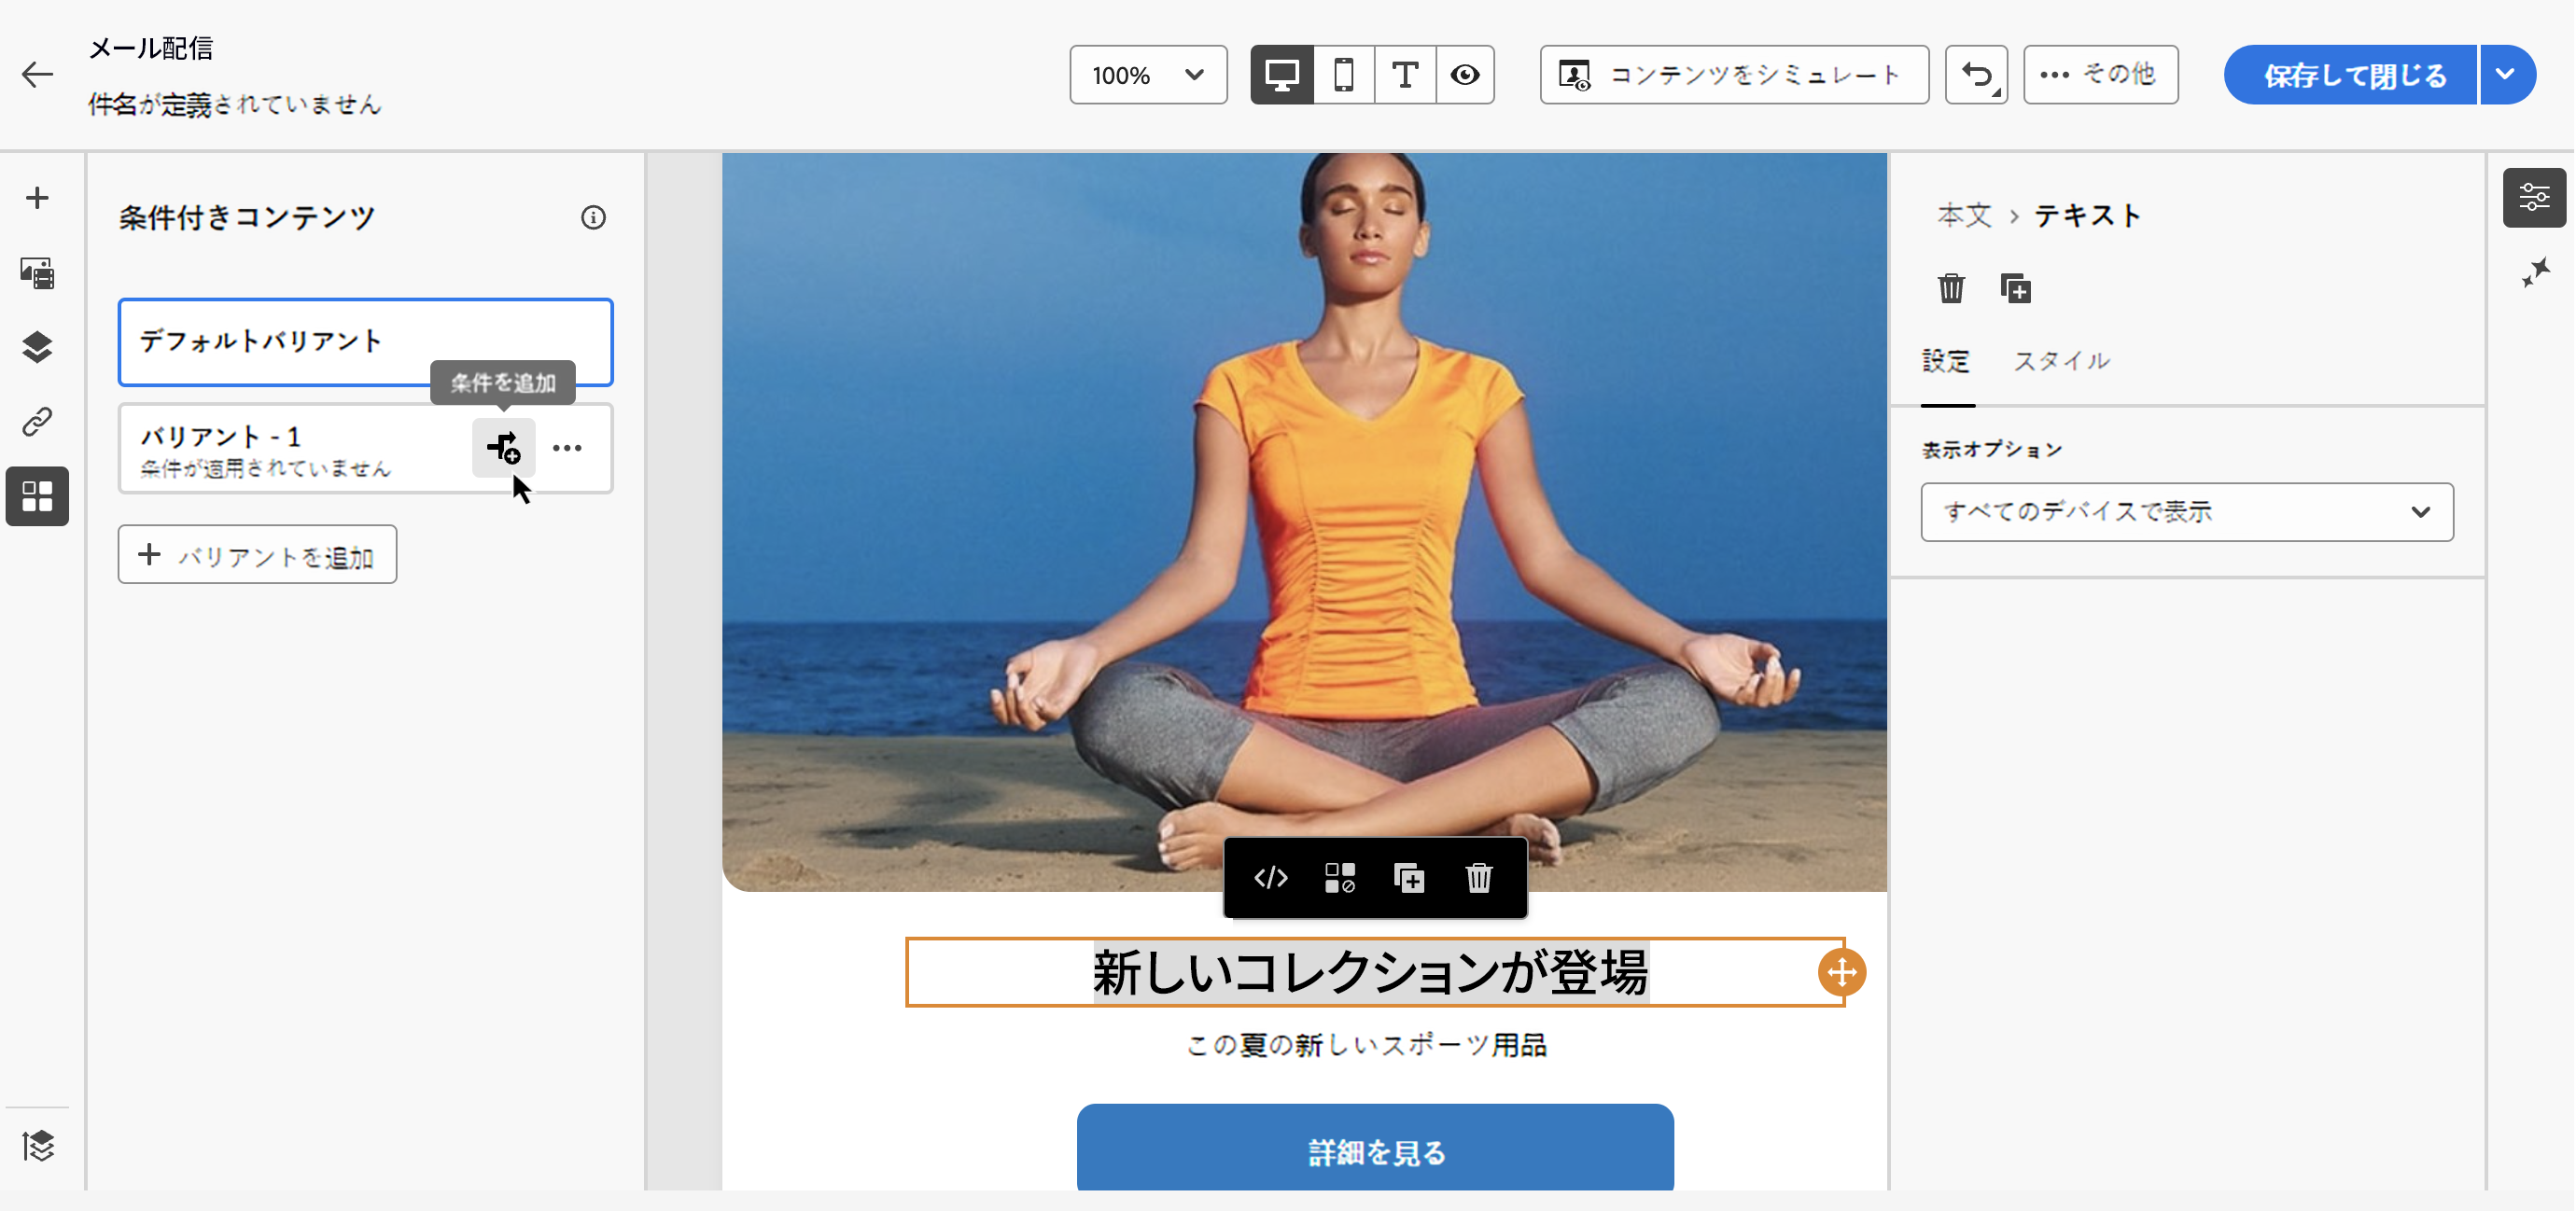 メール配信
件名が定義されていません
100%
コンテンツをシミュレート
その他
保存して閉じる
条件付きコンテンツ
デフォルトバリアント
条件を追加
バリアント - 1
条件が適用されていません
バリアントを追加
新しいコレクションが登場
この夏の新しいスポーツ用品
詳細を見る
本文 › テキスト
設定 スタイル
表示オプション
すべてのデバイスで表示